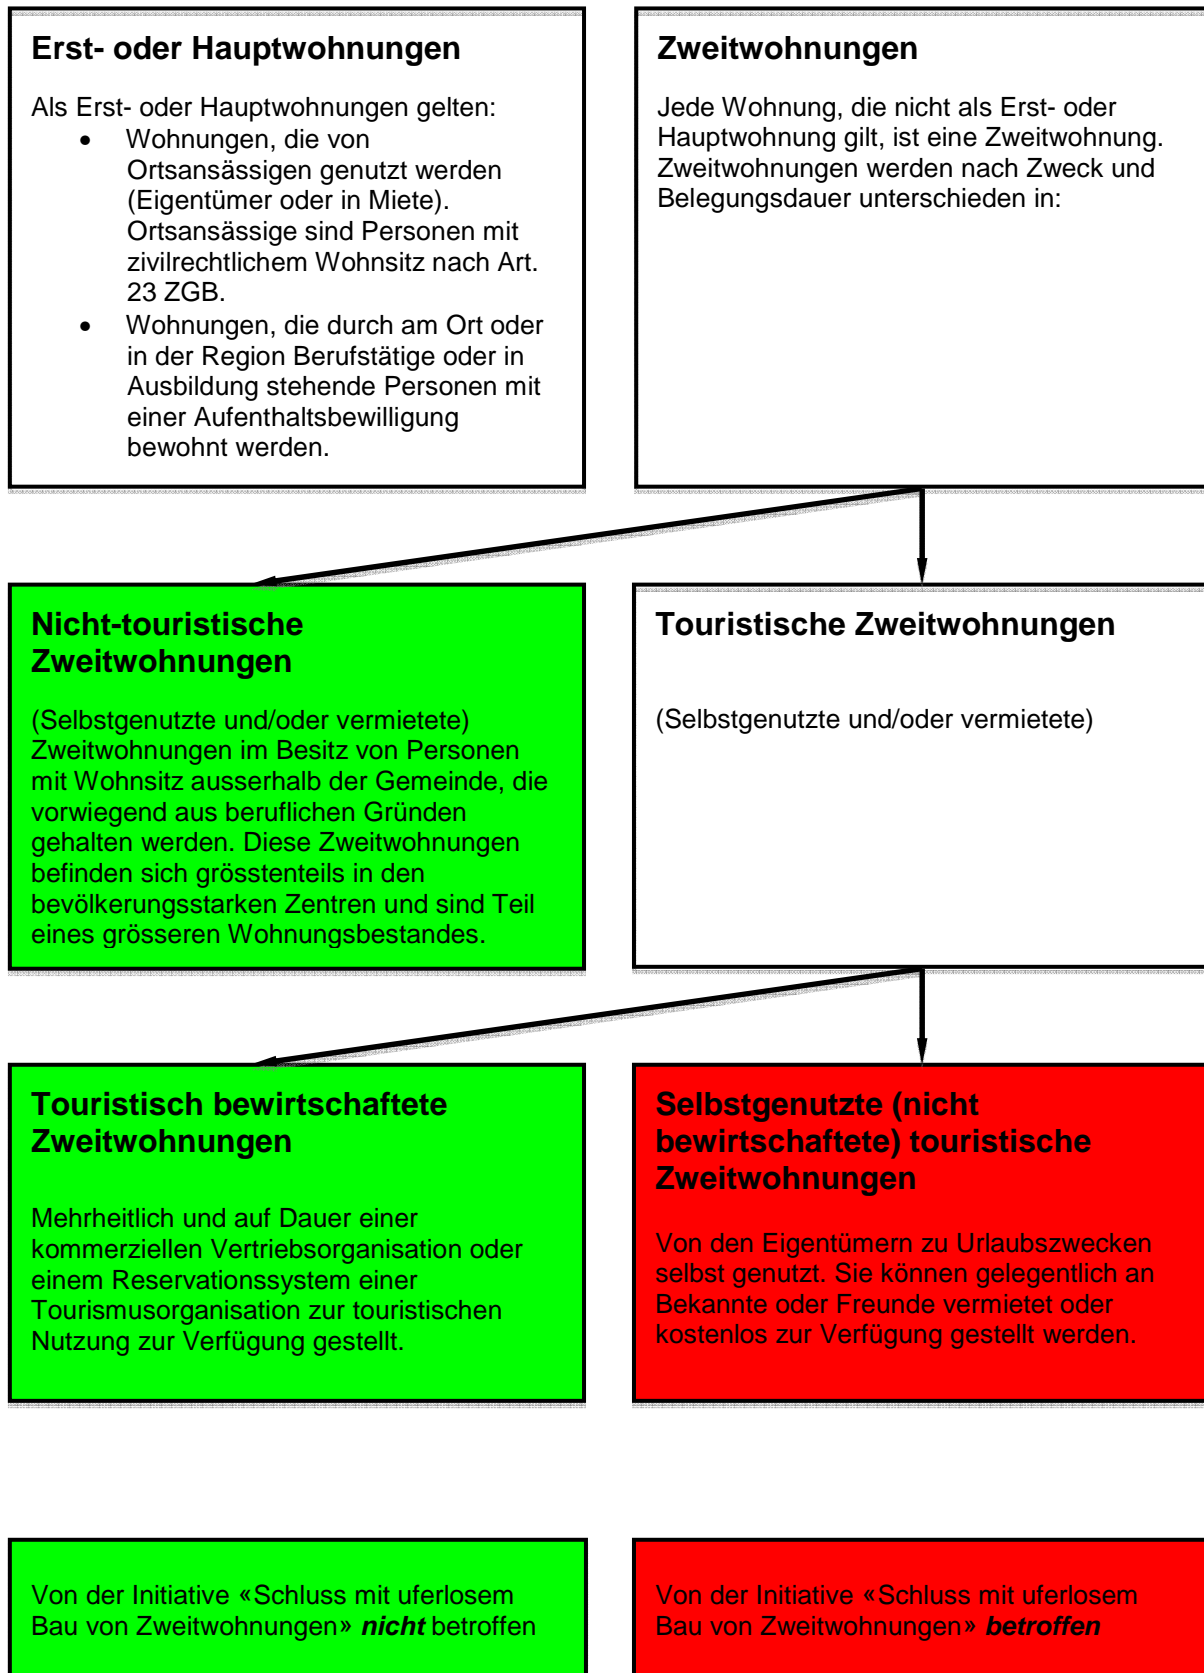 Erst- oder Hauptwohnungen
Als Erst- oder Hauptwohnungen gelten:
• Wohnungen, die von
Ortsansässigen genutzt werden
(Eigentümer oder in Miete).
Ortsansässige sind Personen mit
zivilrechtlichem Wohnsitz nach Art.
23 ZGB.
• Wohnungen, die durch am Ort oder
in der Region Berufstätige oder in
Ausbildung stehende Personen mit
einer Aufenthaltsbewilligung
bewohnt werden.
Zweitwohnungen
Jede Wohnung, die nicht als Erst- oder
Hauptwohnung gilt, ist eine Zweitwohnung.
Zweitwohnungen werden nach Zweck und
Belegungsdauer unterschieden in:
Nicht-touristische
Zweitwohnungen
(Selbstgenutzte und/oder vermietete)
Zweitwohnungen im Besitz von Personen
mit Wohnsitz ausserhalb der Gemeinde, die
vorwiegend aus beruflichen Gründen
gehalten werden. Diese Zweitwohnungen
befinden sich grösstenteils in den
bevölkerungsstarken Zentren und sind Teil
eines grösseren Wohnungsbestandes.
Touristische Zweitwohnungen
(Selbstgenutzte und/oder vermietete)
Touristisch bewirtschaftete
Zweitwohnungen
Mehrheitlich und auf Dauer einer
kommerziellen Vertriebsorganisation oder
einem Reservationssystem einer
Tourismusorganisation zur touristischen
Nutzung zur Verfügung gestellt.
Selbstgenutzte (nicht
bewirtschaftete) touristische
Zweitwohnungen
Von den Eigentümern zu Urlaubszwecken
selbst genutzt. Sie können gelegentlich an
Bekannte oder Freunde vermietet oder
kostenlos zur Verfügung gestellt werden.
Von der Initiative «Schluss mit uferlosem
Bau von Zweitwohnungen» nicht betroffen
Von der Initiative «Schluss mit uferlosem
Bau von Zweitwohnungen» betroffen